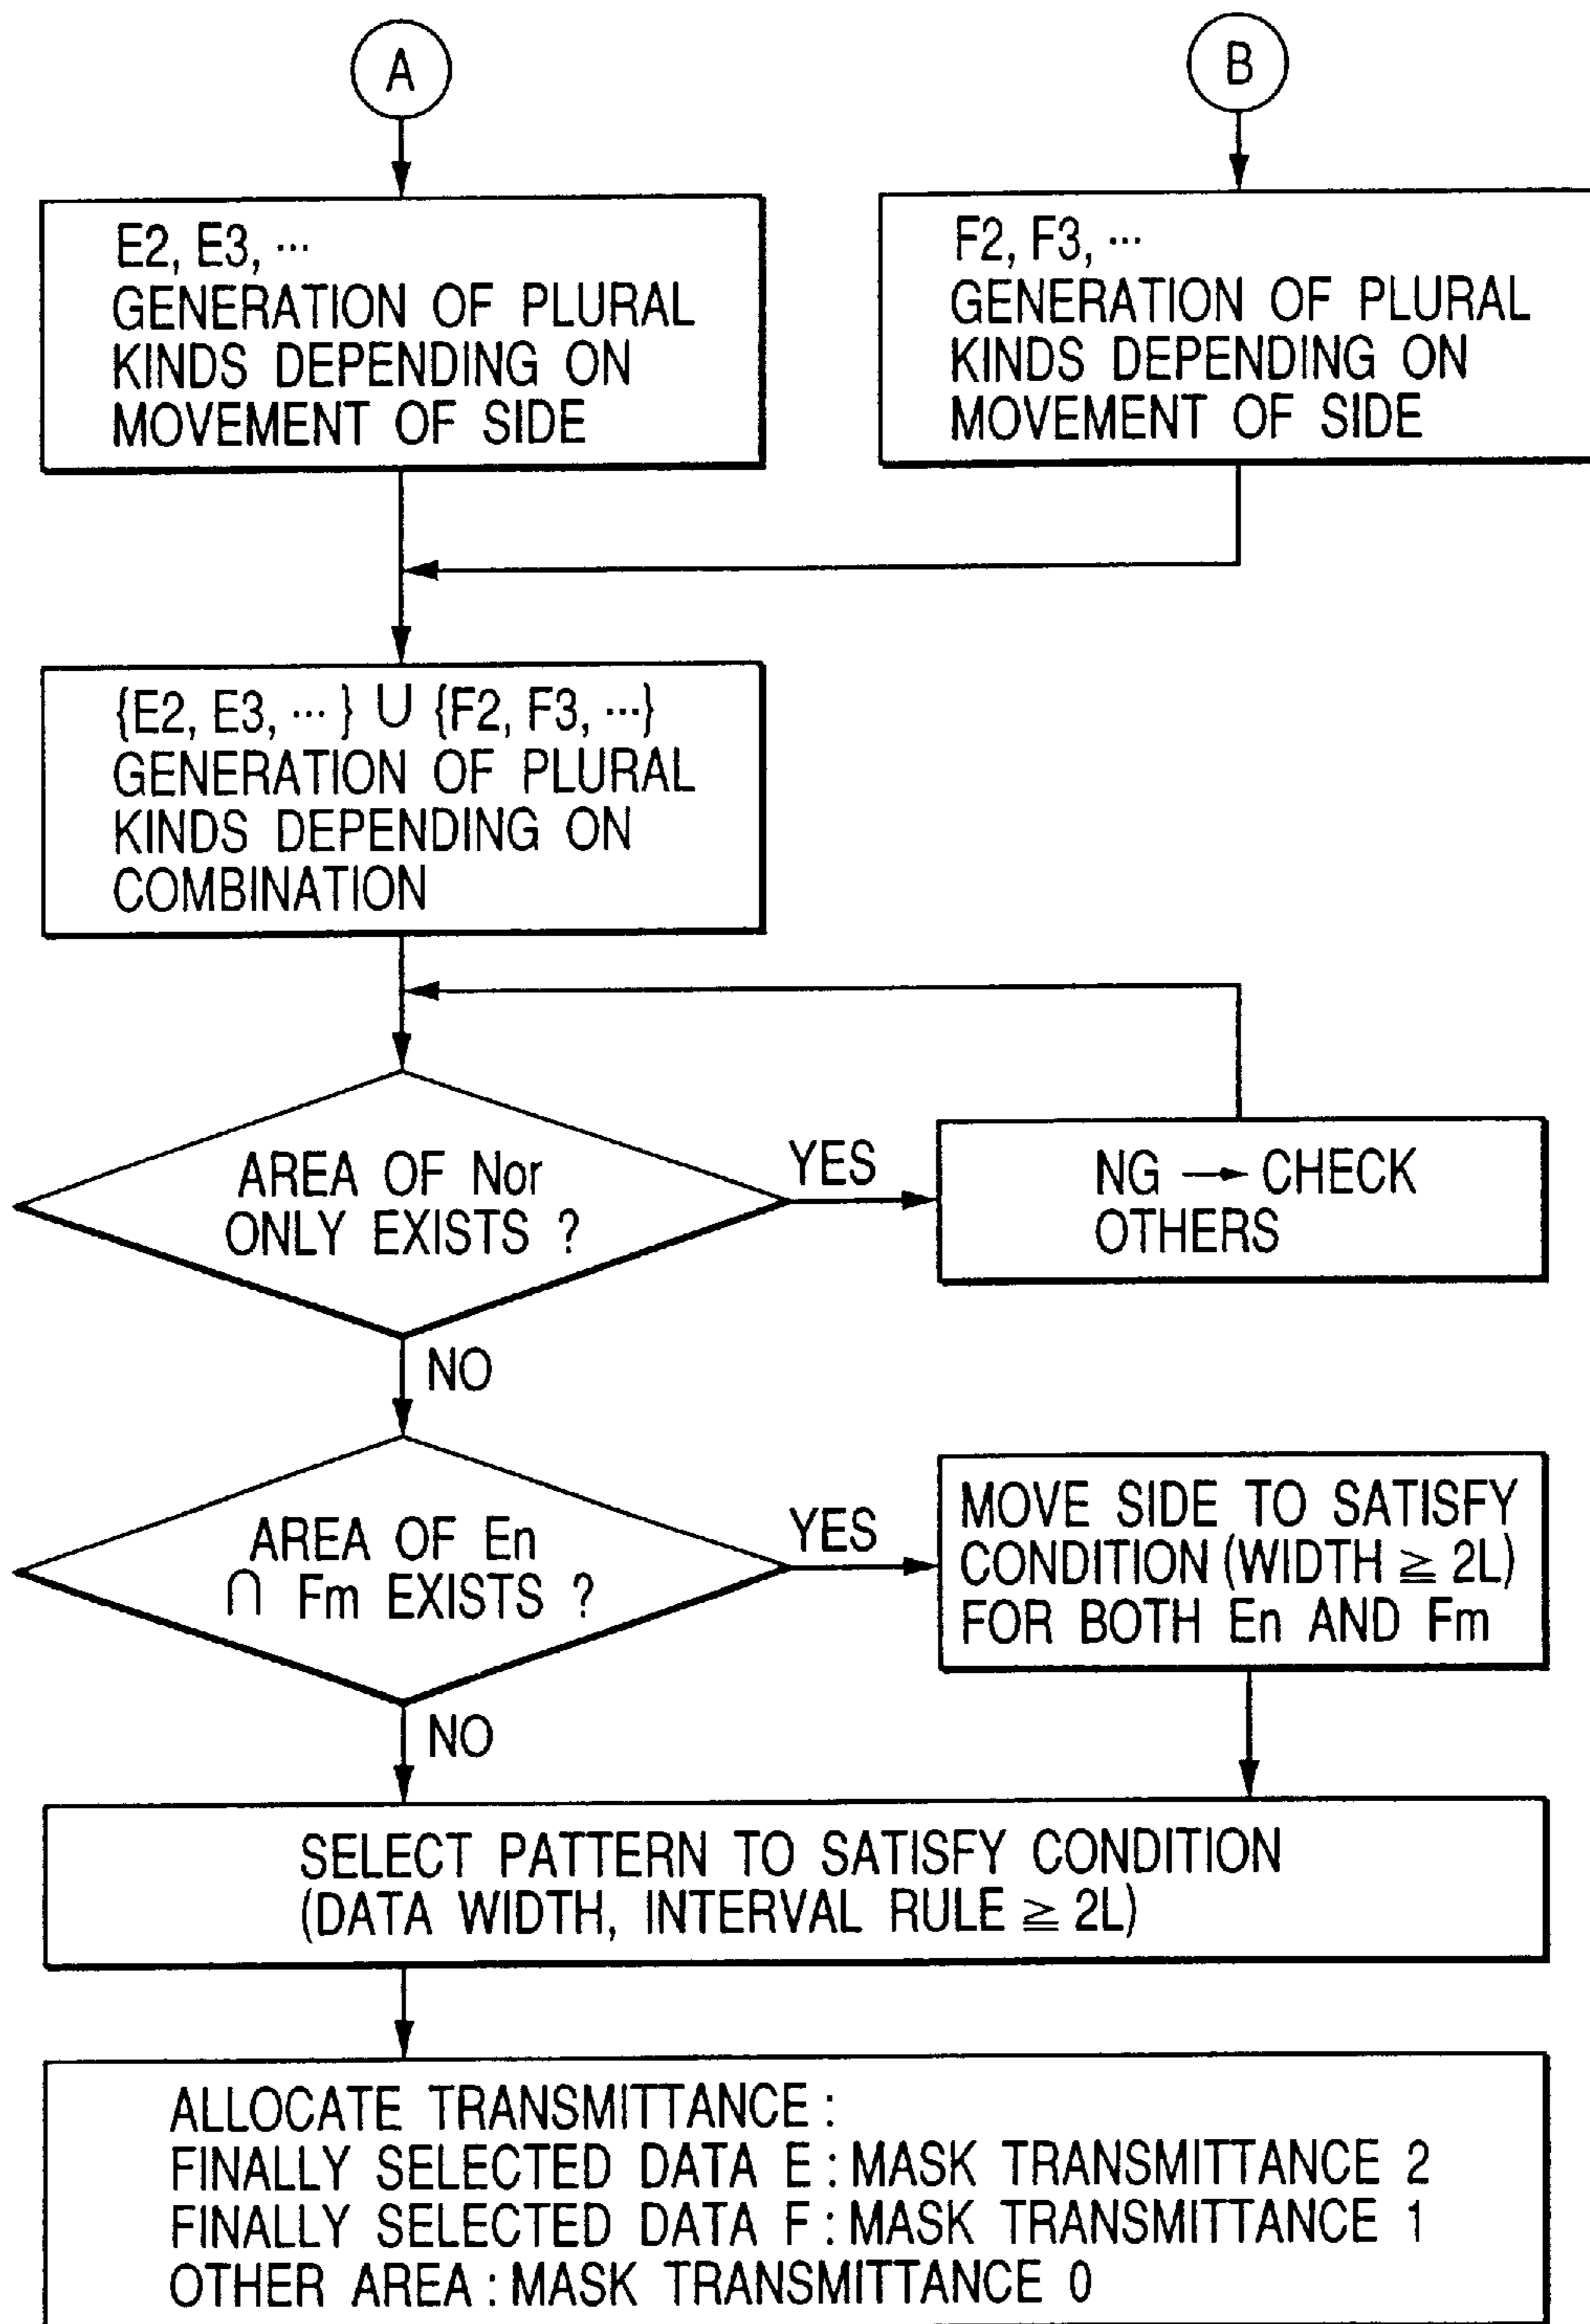 A
B
E2, E3, ···
GENERATION OF PLURAL
KINDS DEPENDING ON
MOVEMENT OF SIDE
F2, F3, ···
GENERATION OF PLURAL
KINDS DEPENDING ON
MOVEMENT OF SIDE
{E2, E3, ··· } ∪ {F2, F3, ···}
GENERATION OF PLURAL
KINDS DEPENDING ON
COMBINATION
AREA OF Nor
ONLY EXISTS ?
YES
NG → CHECK
OTHERS
NO
AREA OF En
∩ Fm EXISTS ?
YES
MOVE SIDE TO SATISFY
CONDITION (WIDTH ≧ 2L)
FOR BOTH En AND Fm
NO
SELECT PATTERN TO SATISFY CONDITION
(DATA WIDTH, INTERVAL RULE ≧ 2L)
ALLOCATE TRANSMITTANCE :
FINALLY SELECTED DATA E : MASK TRANSMITTANCE 2
FINALLY SELECTED DATA F : MASK TRANSMITTANCE 1
OTHER AREA : MASK TRANSMITTANCE 0